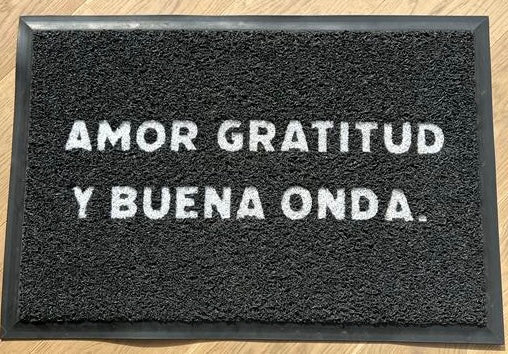 AMOR GRATITUD
Y BUENA ONDA.